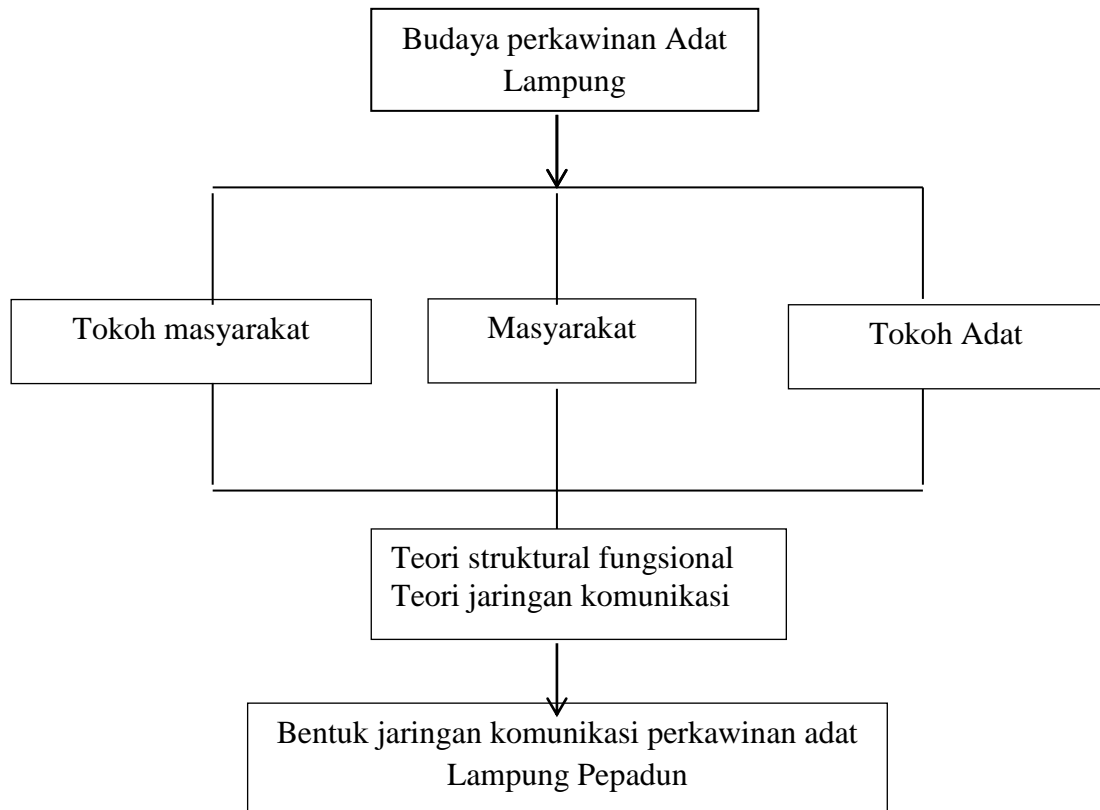 Budaya perkawinan Adat
Lampung
Tokoh masyarakat
Masyarakat
Tokoh Adat
Teori struktural fungsional
Teori jaringan komunikasi
Bentuk jaringan komunikasi perkawinan adat
Lampung Pepadun